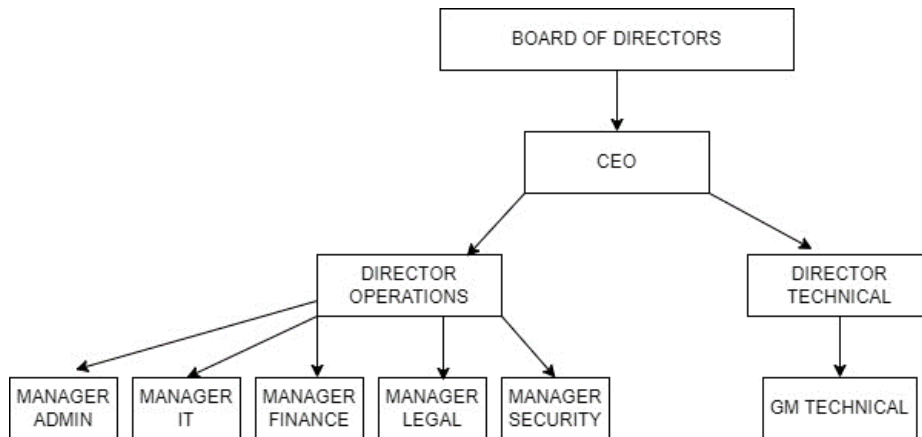 BOARD OF DIRECTORS
CEO
DIRECTOR
OPERATIONS
DIRECTOR
TECHNICAL
MANAGER
ADMIN
MANAGER
IT
MANAGER
FINANCE
MANAGER
LEGAL
MANAGER
SECURITY
GM TECHNICAL